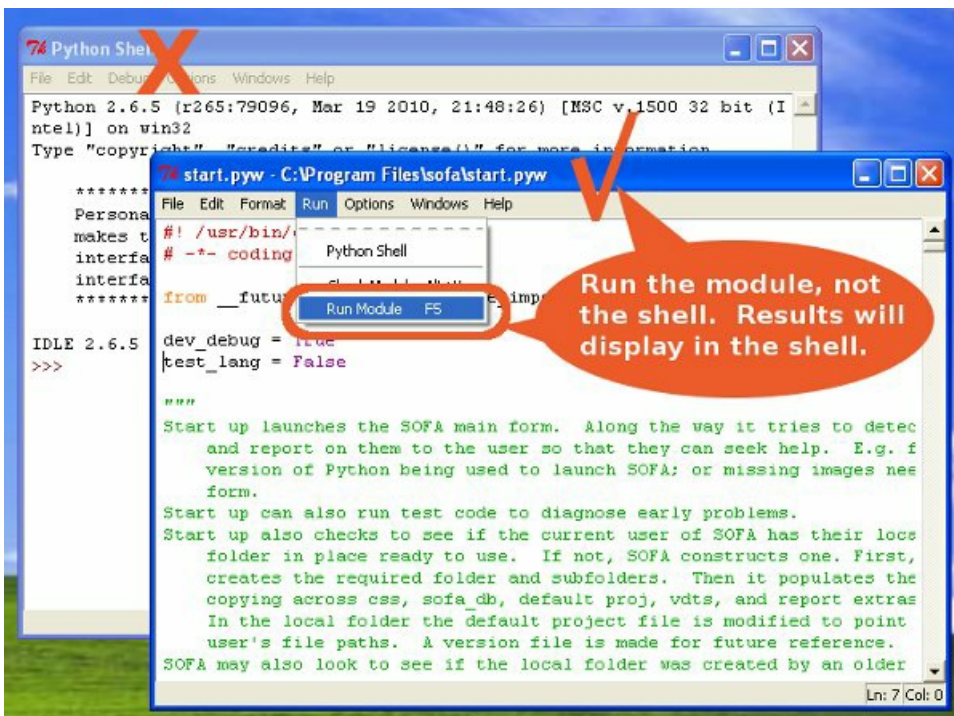 Python Shell
File Edit Debug Options Windows Help
Python 2.6.5 (r265:79096, Mar 19 2010, 21:48:26) [MSC v.1500 32 bit (I
ntel)] on win32
Type "copyright", "credits" or "license()" for more information
*******
Persona
makes t
interfa
interfa
*******
IDLE 2.6.5
>>>
start.pyw - C:\Program Files\sofa\start.pyw
File Edit Format Run Options Windows Help
Python Shell
Run Module F5
#! /usr/bin/
# -*- coding
from __futu _imp
dev_debug = True
test_lang = False
"""
Start up launches the SOFA main form. Along the way it tries to detec
and report on them to the user so that they can seek help. E.g. f
version of Python being used to launch SOFA; or missing images nee
form.
Start up can also run test code to diagnose early problems.
Start up also checks to see if the current user of SOFA has their loca
folder in place ready to use. If not, SOFA constructs one. First,
creates the required folder and subfolders. Then it populates the
copying across css, sofa_db, default proj, vdts, and report extras
In the local folder the default project file is modified to point
user's file paths. A version file is made for future reference.
SOFA may also look to see if the local folder was created by an older
Run the module, not
the shell. Results will
display in the shell.
Ln: 7 Col: 0